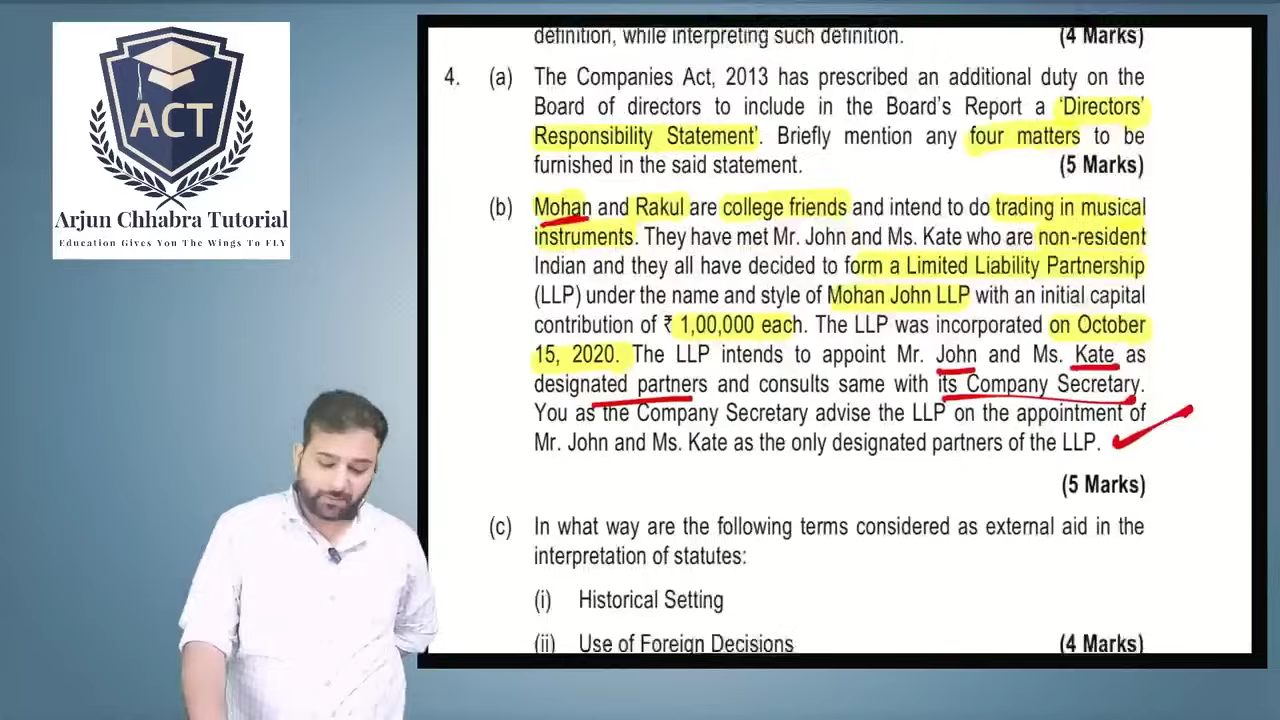 ACT
Arjun Chhabra Tutorial
Education Gives You The Wings To FLY
definition, while interpreting such definition. (4 Marks)
4. (a) The Companies Act, 2013 has prescribed an additional duty on the
Board of directors to include in the Board's Report a 'Directors'
Responsibility Statement'. Briefly mention any four matters to be
furnished in the said statement. (5 Marks)
(b) Mohan and Rakul are college friends and intend to do trading in musical
instruments. They have met Mr. John and Ms. Kate who are non-resident
Indian and they all have decided to form a Limited Liability Partnership
(LLP) under the name and style of Mohan John LLP with an initial capital
contribution of ₹ 1,00,000 each. The LLP was incorporated on October
15, 2020. The LLP intends to appoint Mr. John and Ms. Kate as
designated partners and consults same with its Company Secretary.
You as the Company Secretary advise the LLP on the appointment of
Mr. John and Ms. Kate as the only designated partners of the LLP.
(5 Marks)
(c) In what way are the following terms considered as external aid in the
interpretation of statutes:
(i) Historical Setting
(ii) Use of Foreign Decisions (4 Marks)